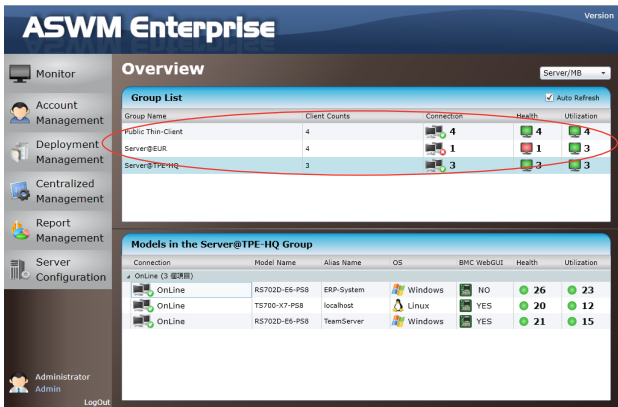 ASWM Enterprise
Version
Monitor
Account
Management
Deployment
Management
Centralized
Management
Report
Management
Server
Configuration
Administrator
Admin
LogOut
Overview
Server/MB
Group List
Auto Refresh
Group Name Client Counts Connection Health Utilization
Public Thin-Client 4 4 4 4
Server@EUR 4 1 1 3
Server@TPE-HQ 3 3 3 3
Models in the Server@TPE-HQ Group
Connection Model Name Alias Name OS BMC WebGUI Health Utilization
OnLine (3 個項目)
OnLine RS702D-E6-PS8 ERP-System Windows NO 26 23
OnLine TS700-X7-PS8 localhost Linux YES 20 12
OnLine RS702D-E6-PS8 TeamServer Windows YES 21 15